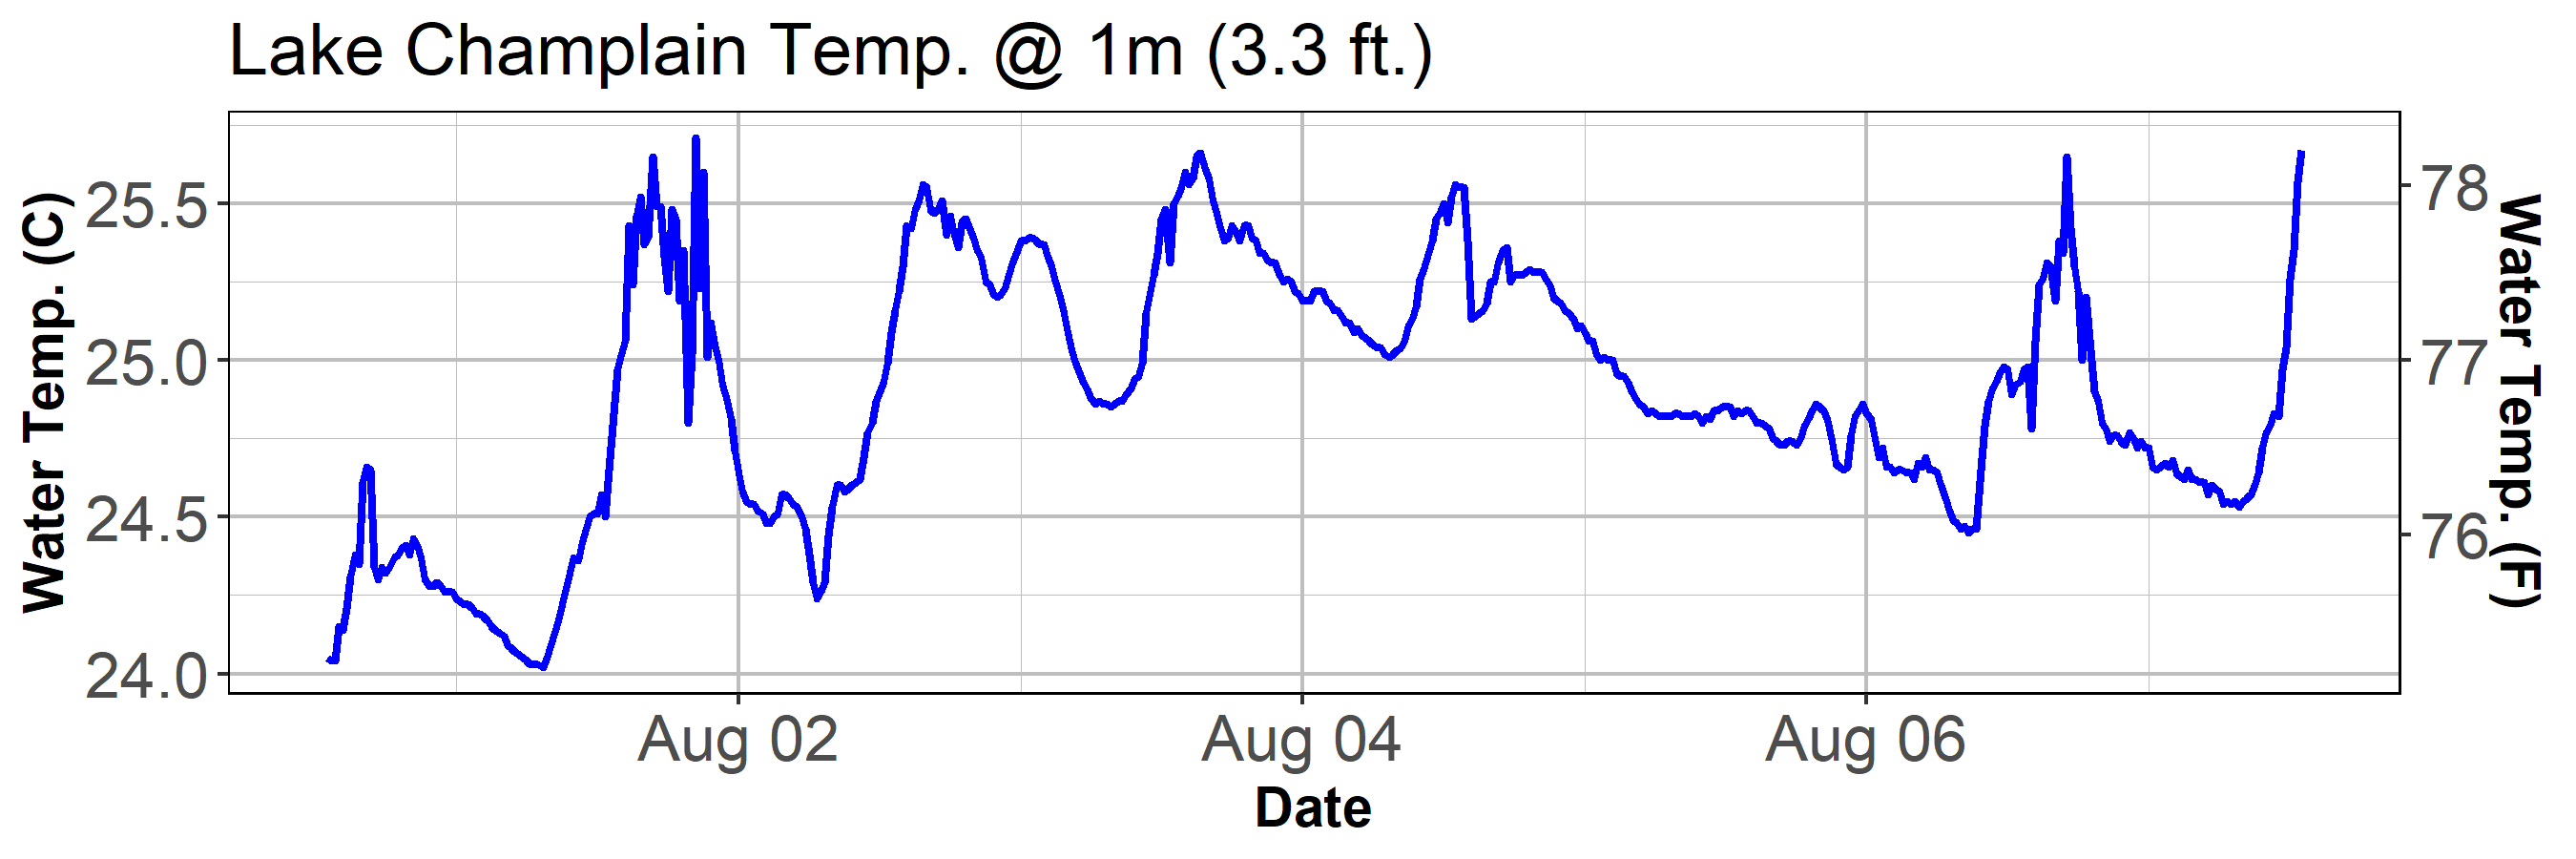 Lake Champlain Temp. @ 1m (3.3 ft.)
Water Temp. (C)
25.5
25.0
24.5
24.0
78
77
76
Water Temp. (F)
Aug 02 Aug 04 Aug 06
Date